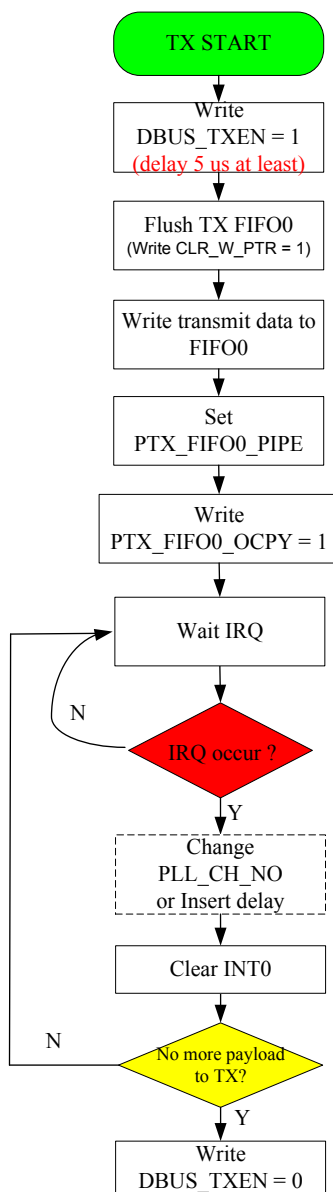 TX START
Write
DBUS_TXEN = 1
(delay 5 us at least)
Flush TX FIFO0
(Write CLR_W_PTR = 1)
Write transmit data to
FIFO0
Set
PTX_FIFO0_PIPE
Write
PTX_FIFO0_OCPY = 1
Wait IRQ
N
IRQ occur ?
Y
Change
PLL_CH_NO
or Insert delay
Clear INT0
N
No more payload
to TX?
Y
Write
DBUS_TXEN = 0